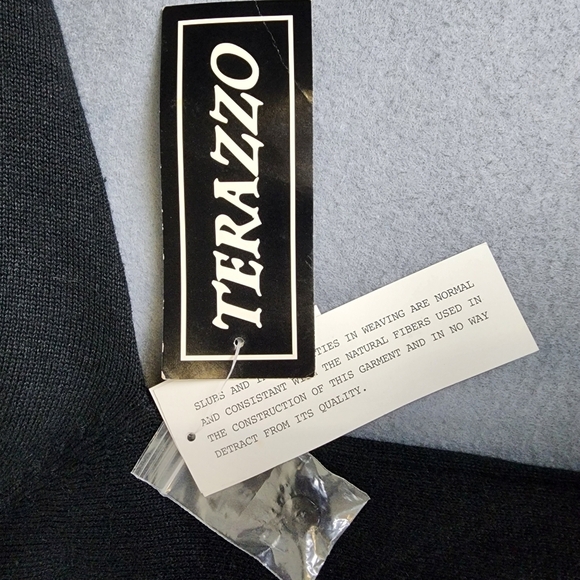 TERAZZO
TIES IN WEAVING ARE NORMAL
SLUBS AND
AND CONSISTANT THE NATURAL FIBERS USED IN
THE CONSTRUCTION OF THIS GARMENT AND IN NO WAY
DETRACT FROM ITS QUALITY.